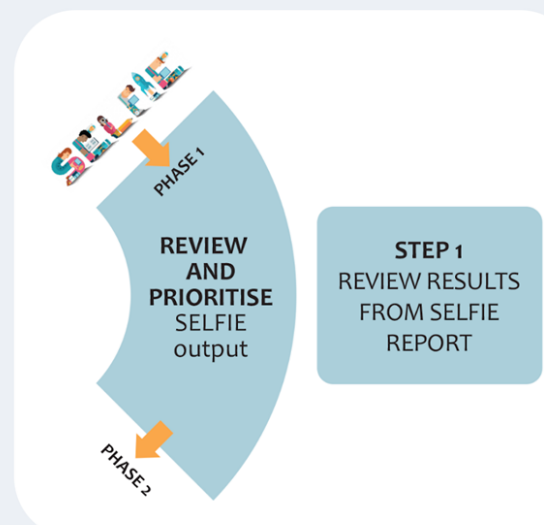 SELFIE
PHASE 1
REVIEW
AND
PRIORITISE
SELFIE
output
PHASE 2
STEP 1
REVIEW RESULTS
FROM SELFIE
REPORT